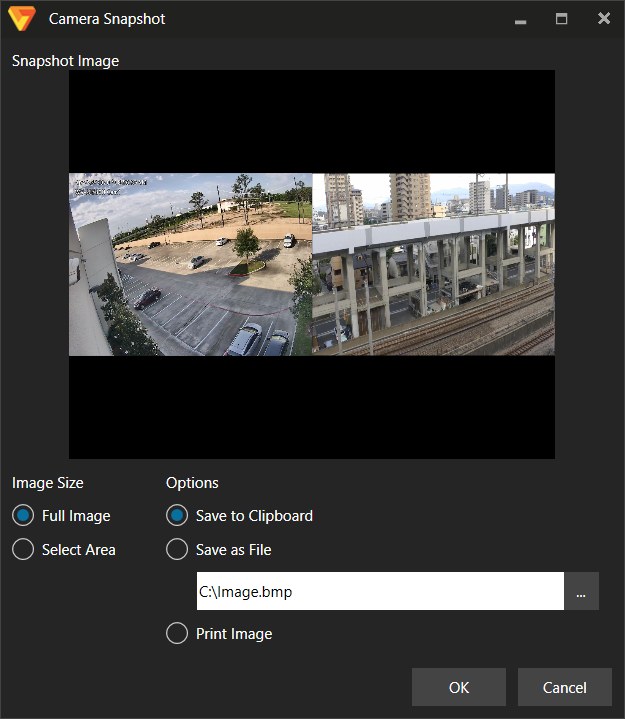 Camera Snapshot
Snapshot Image
Image Size
Options
Full Image
Save to Clipboard
Select Area
Save as File
C:\Image.bmp
...
Print Image
OK
Cancel